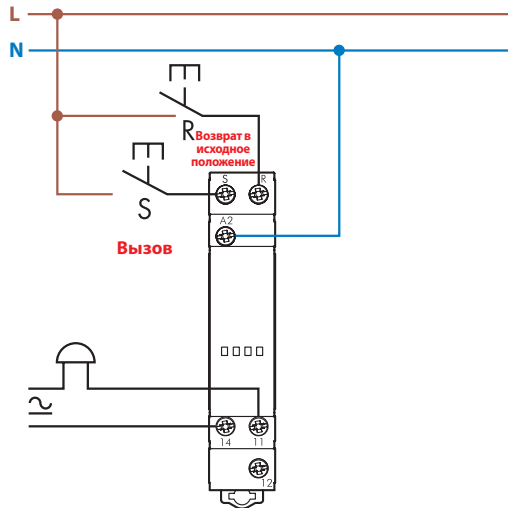 L
N
R
Возврат в
исходное
положение
S
Вызов
S R
A2
14 11
12